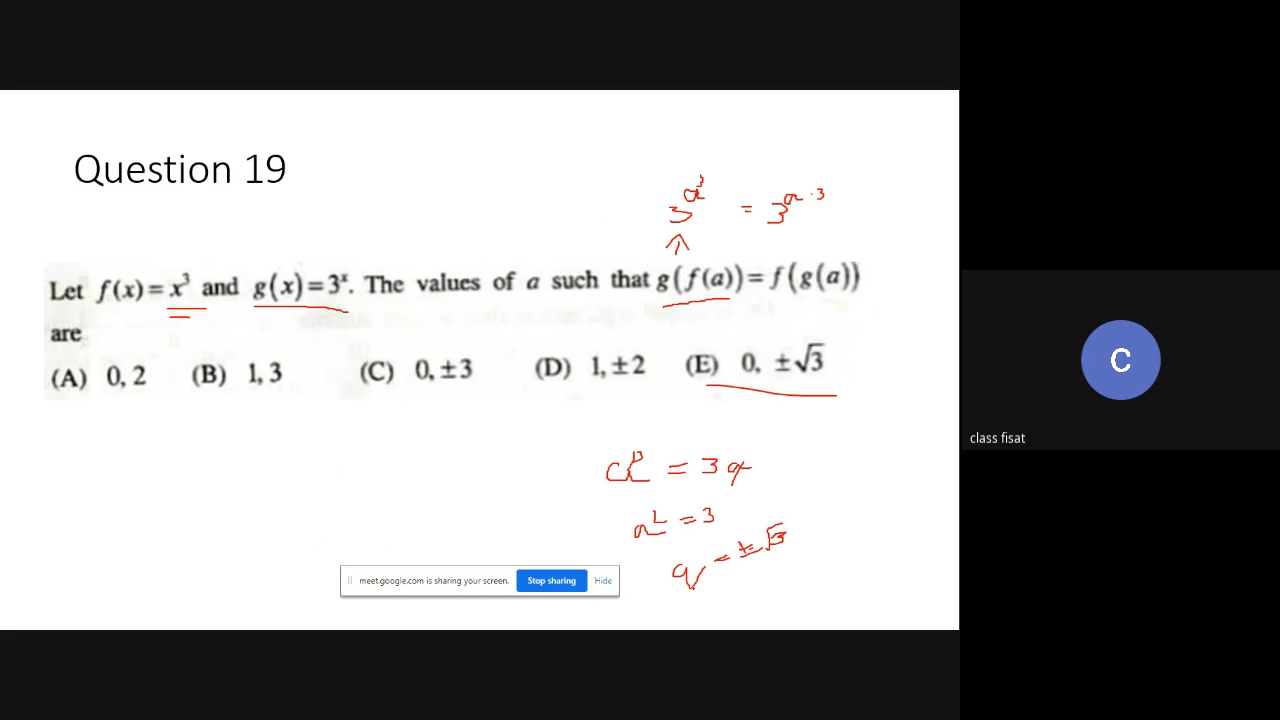 Question 19
3^{a^3} = 3^{a·3}
Let f(x)=x³ and g(x)=3ˣ. The values of a such that g(f(a))=f(g(a))
are
(A) 0, 2 (B) 1, 3 (C) 0, ±3 (D) 1, ±2 (E) 0, ±√3
C
class fisat
a³ = 3a
a² = 3
a = ±√3
meet.google.com is sharing your screen. Stop sharing Hide